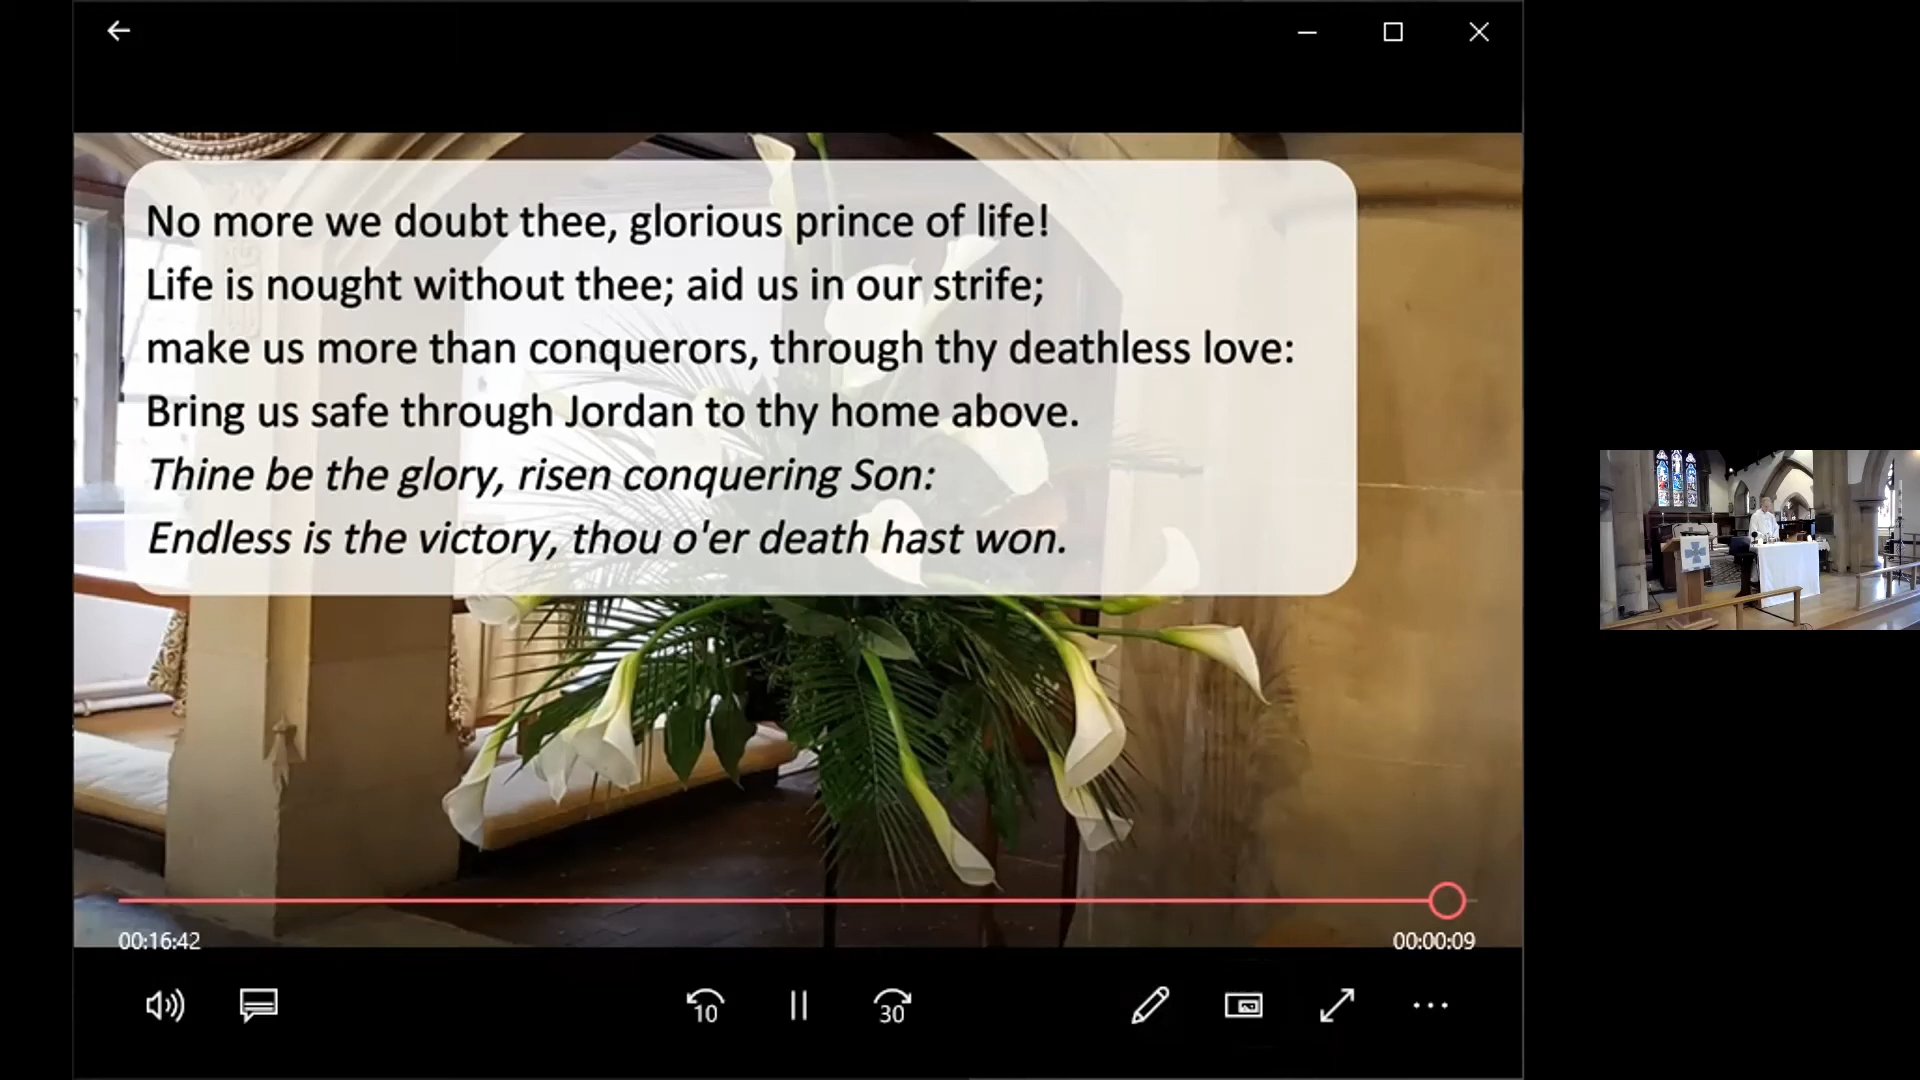 No more we doubt thee, glorious prince of life!
Life is nought without thee; aid us in our strife;
make us more than conquerors, through thy deathless love:
Bring us safe through Jordan to thy home above.
Thine be the glory, risen conquering Son:
Endless is the victory, thou o'er death hast won.
00:16:42
00:00:09
10
30